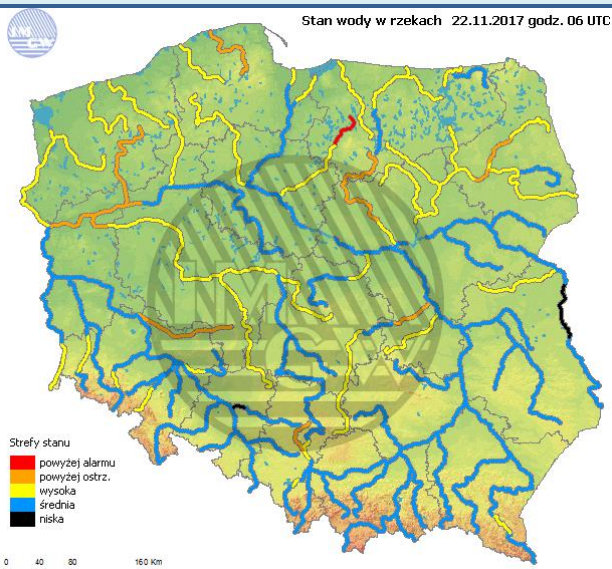 Stan wody w rzekach 22.11.2017 godz. 06 UTC
Strefy stanu
powyżej alarmu
powyżej ostrz.
wysoka
średnia
niska
0 40 80 160 Km